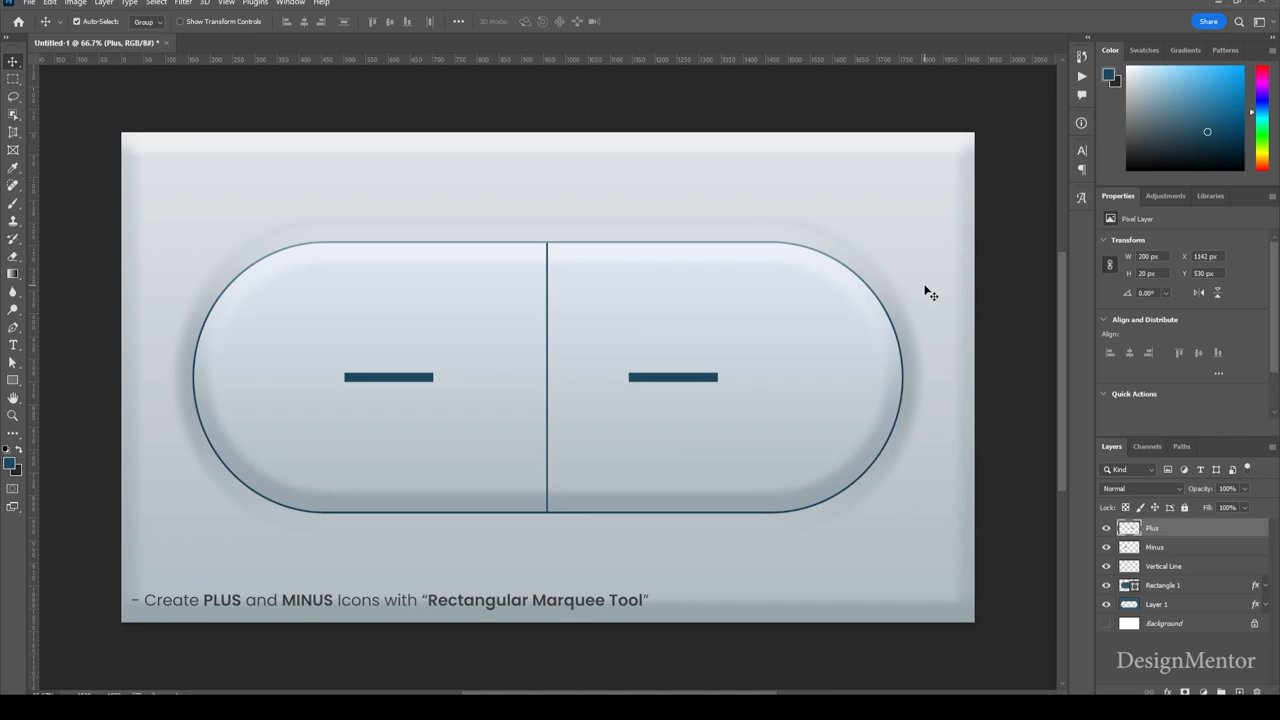 File Edit Image Layer Type Select Filter 3D View Plugins Window Help
Auto-Select: Group Show Transform Controls 3D Mode: Share
Untitled-1 @ 66.7% (Plus, RGB/8#) * ×
Color Swatches Gradients Patterns
Properties Adjustments Libraries
Pixel Layer
Transform
W 200 px X 1142 px
H 20 px Y 530 px
0.00°
Align and Distribute
Align:
Quick Actions
Layers Channels Paths
Kind
Normal Opacity: 100%
Lock: Fill: 100%
Plus
Minus
Vertical Line
Rectangle 1 fx
Layer 1 fx
Background
- Create PLUS and MINUS Icons with “Rectangular Marquee Tool”
DesignMentor